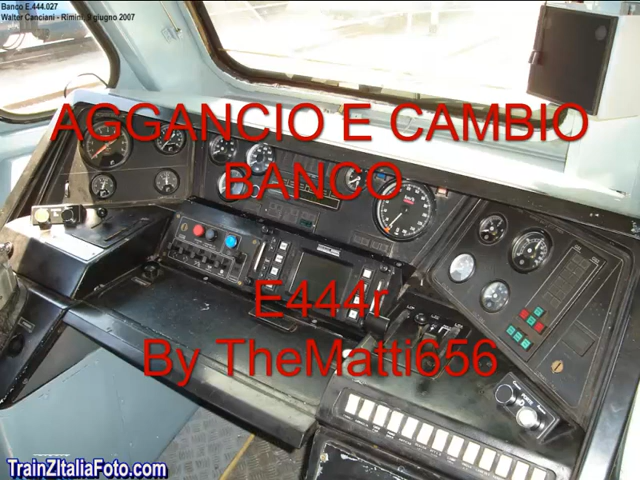 Banco E.444.027
Walter Canciani - Rimini, 9 giugno 2007
AGGANCIO E CAMBIO
BANCO
E444r
By TheMatti656
TrainZItaliaFoto.com